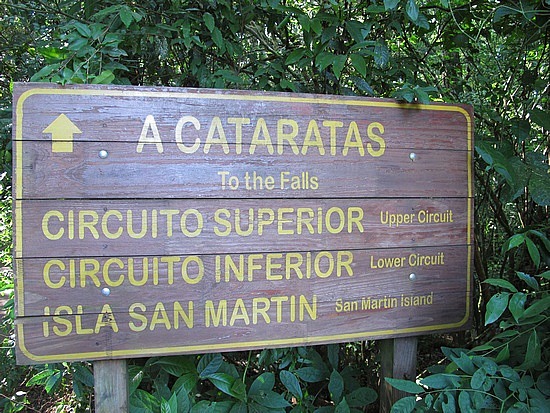 A CATARATAS
To the Falls
CIRCUITO SUPERIOR Upper Circuit
CIRCUITO INFERIOR Lower Circuit
ISLA SAN MARTIN San Martin Island